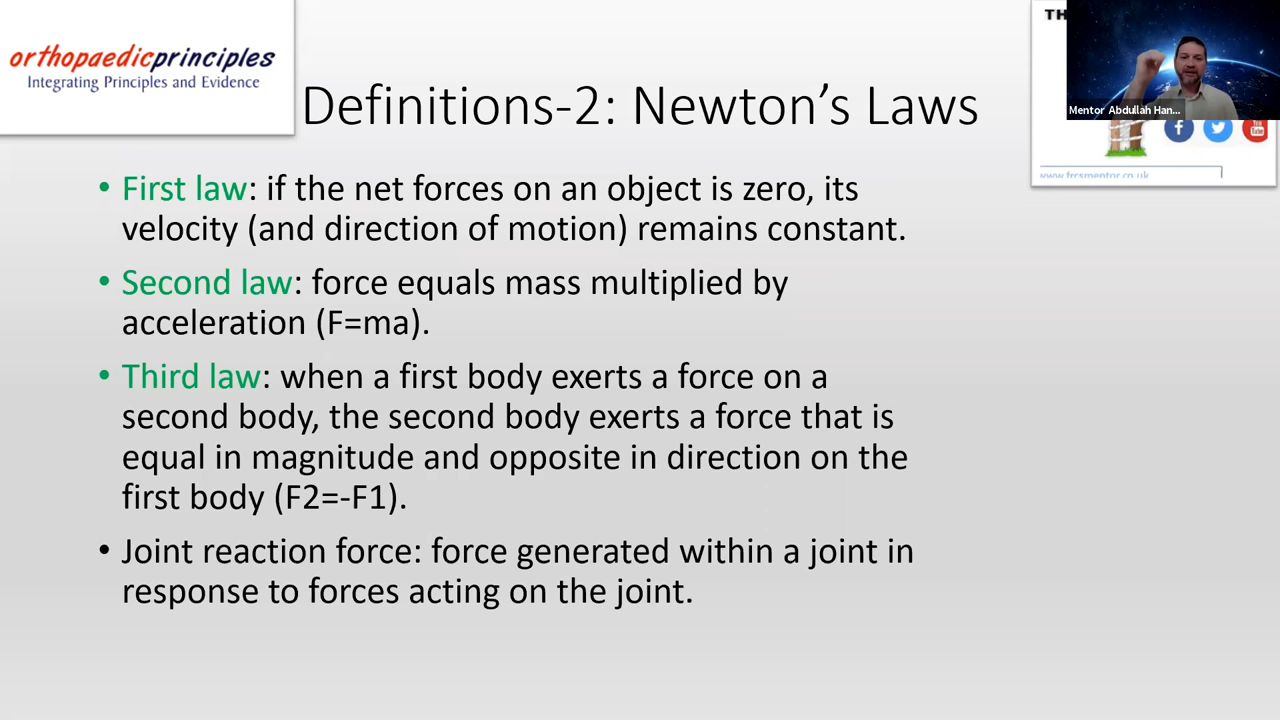 orthopaedicprinciples
Integrating Principles and Evidence
TH
Mentor Abdullah Han...
www.frcsmentor.co.uk
Definitions-2: Newton’s Laws
• First law: if the net forces on an object is zero, its
velocity (and direction of motion) remains constant.
• Second law: force equals mass multiplied by
acceleration (F=ma).
• Third law: when a first body exerts a force on a
second body, the second body exerts a force that is
equal in magnitude and opposite in direction on the
first body (F2=-F1).
• Joint reaction force: force generated within a joint in
response to forces acting on the joint.